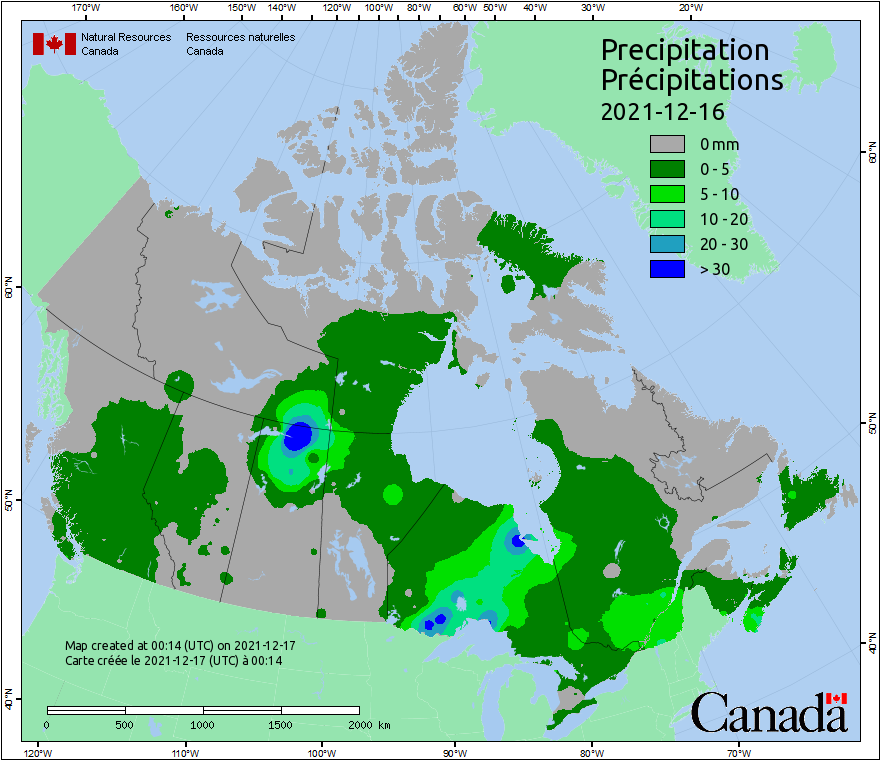 170°W 160°W 150°W 140°W 130°W 120°W 110°W 100°W 90°W 80°W 70°W 60°W 50°W 40°W 30°W 20°W
Natural Resources Ressources naturelles
Canada Canada
Precipitation
Précipitations
2021-12-16
0 mm
0 - 5
5 - 10
10 - 20
20 - 30
> 30
60°N
50°N
40°N
60°N
50°N
40°N
Map created at 00:14 (UTC) on 2021-12-17
Carte créée le 2021-12-17 (UTC) à 00:14
0 500 1000 1500 2000 km
Canada
120°W 110°W 100°W 90°W 80°W 70°W